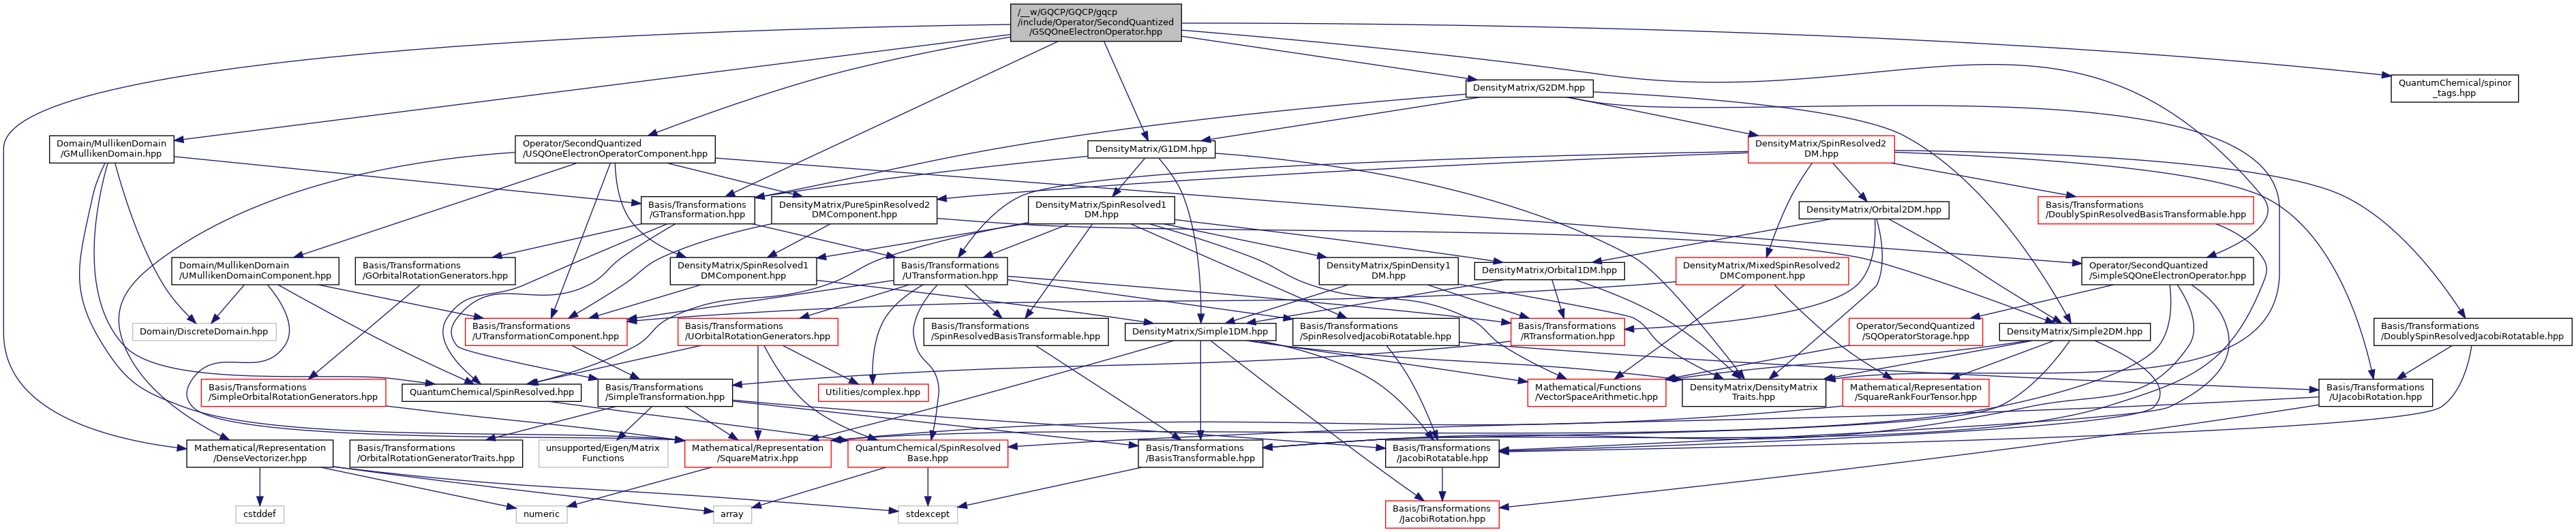 /__w/GQCP/GQCP/gqcp
/include/Operator/SecondQuantized
/GSQOneElectronOperator.hpp
DensityMatrix/G2DM.hpp
QuantumChemical/spinor
_tags.hpp
Domain/MullikenDomain
/GMullikenDomain.hpp
Operator/SecondQuantized
/USQOneElectronOperatorComponent.hpp
DensityMatrix/G1DM.hpp
DensityMatrix/SpinResolved2
DM.hpp
Basis/Transformations
/GTransformation.hpp
DensityMatrix/PureSpinResolved2
DMComponent.hpp
DensityMatrix/SpinResolved1
DM.hpp
DensityMatrix/Orbital2DM.hpp
Basis/Transformations
/DoublySpinResolvedBasisTransformable.hpp
Domain/MullikenDomain
/UMullikenDomainComponent.hpp
Basis/Transformations
/GOrbitalRotationGenerators.hpp
DensityMatrix/SpinResolved1
DMComponent.hpp
Basis/Transformations
/UTransformation.hpp
DensityMatrix/SpinDensity1
DM.hpp
DensityMatrix/Orbital1DM.hpp
DensityMatrix/MixedSpinResolved2
DMComponent.hpp
Operator/SecondQuantized
/SimpleSQOneElectronOperator.hpp
Domain/DiscreteDomain.hpp
Basis/Transformations
/UTransformationComponent.hpp
Basis/Transformations
/UOrbitalRotationGenerators.hpp
Basis/Transformations
/SpinResolvedBasisTransformable.hpp
DensityMatrix/Simple1DM.hpp
Basis/Transformations
/SpinResolvedJacobiRotatable.hpp
Basis/Transformations
/RTransformation.hpp
Operator/SecondQuantized
/SQOperatorStorage.hpp
DensityMatrix/Simple2DM.hpp
Basis/Transformations
/DoublySpinResolvedJacobiRotatable.hpp
Basis/Transformations
/SimpleOrbitalRotationGenerators.hpp
QuantumChemical/SpinResolved.hpp
Basis/Transformations
/SimpleTransformation.hpp
Utilities/complex.hpp
Mathematical/Functions
/VectorSpaceArithmetic.hpp
DensityMatrix/DensityMatrix
Traits.hpp
Mathematical/Representation
/SquareRankFourTensor.hpp
Basis/Transformations
/UJacobiRotation.hpp
Mathematical/Representation
/DenseVectorizer.hpp
Basis/Transformations
/OrbitalRotationGeneratorTraits.hpp
unsupported/Eigen/Matrix
Functions
Mathematical/Representation
/SquareMatrix.hpp
QuantumChemical/SpinResolved
Base.hpp
Basis/Transformations
/BasisTransformable.hpp
Basis/Transformations
/JacobiRotatable.hpp
cstddef
numeric
array
stdexcept
Basis/Transformations
/JacobiRotation.hpp